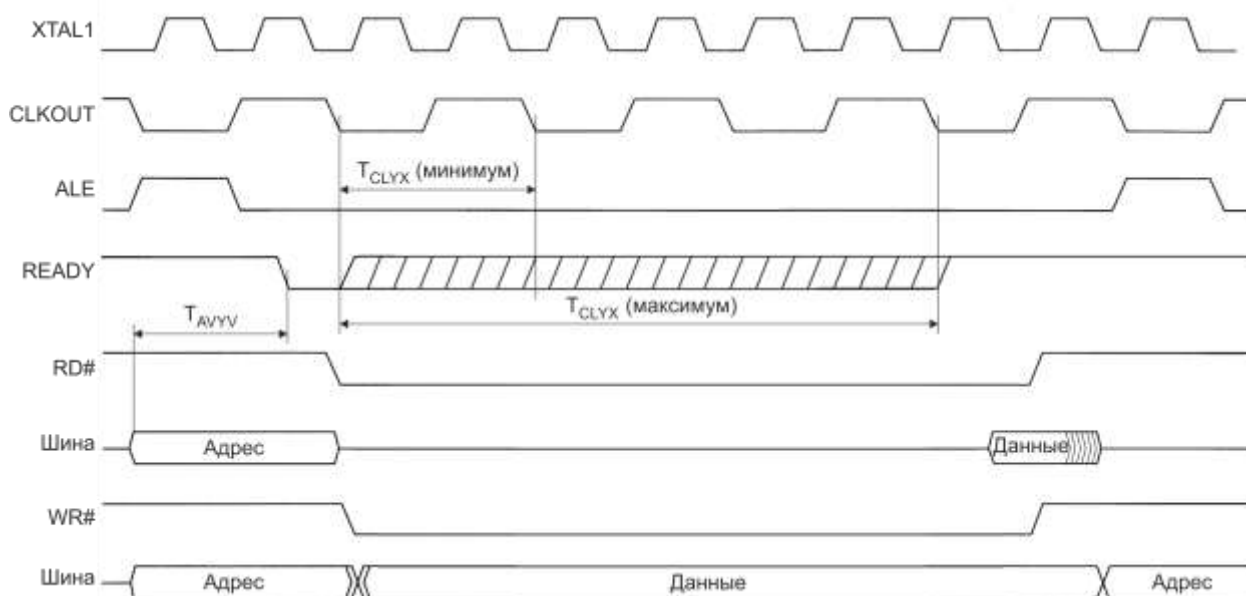 XTAL1
CLKOUT
T_CLYX (минимум)
ALE
READY
T_CLYX (максимум)
T_AVYV
RD#
Шина Адрес Данные
WR#
Шина Адрес Данные Адрес